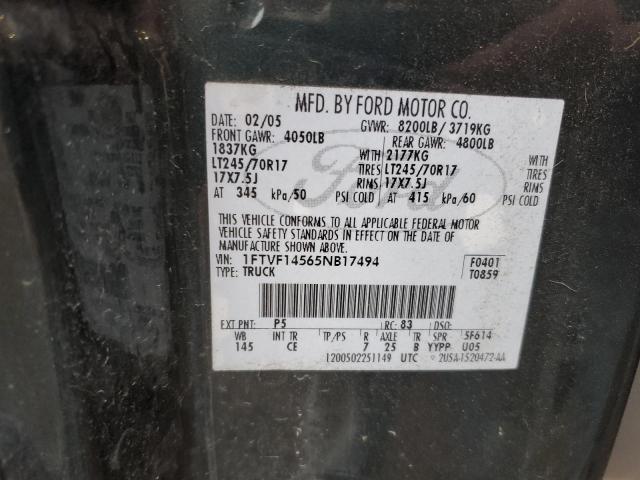 MFD. BY FORD MOTOR CO.
DATE: 02/05 GVWR: 8200LB/ 3719KG
FRONT GAWR: 4050LB REAR GAWR: 4800LB
1837KG WITH 2177KG WITH
LT245/70R17 TIRES LT245/70R17 TIRES
17X7.5J RIMS 17X7.5J RIMS
AT 345 kPa/50 PSI COLD AT 415 kPa/60 PSI COLD
Ford
THIS VEHICLE CONFORMS TO ALL APPLICABLE FEDERAL MOTOR
VEHICLE SAFETY STANDARDS IN EFFECT ON THE DATE OF
MANUFACTURE SHOWN ABOVE.
VIN: 1FTVF14565NB17494 F0401
TYPE: TRUCK T0859
EXT PNT: P5 RC: 83 DSO:
WB INT TR TP/PS R AXLE TR SPR 5F614
145 CE 7 25 B YYPP U05
1200502251149 UTC 2USA-1520472-AA